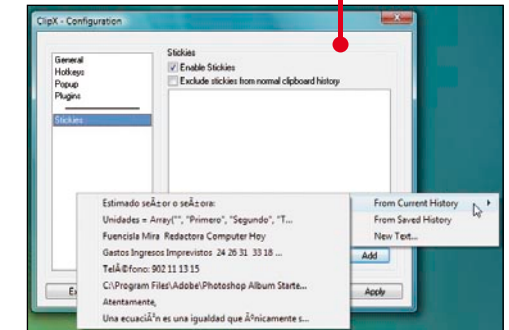 ClipX - Configuration
General
Hotkeys
Popup
Plugins
Stickies
Stickies
Enable Stickies
Exclude stickies from normal clipboard history
From Current History
From Saved History
New Text...
Estimado seÃ±or o seÃ±ora:
Unidades = Array("", "Primero", "Segundo", "T...
Fuencisla Mira Redactora Computer Hoy
Gastos Ingresos Imprevistos 24 26 31 33 18 ...
TelÃ©fono: 902 11 13 15
C:\Program Files\Adobe\Photoshop Album Starte...
Atentamente,
Una ecuaciÃ³n es una igualdad que Ãºnicamente s...
Add
Apply